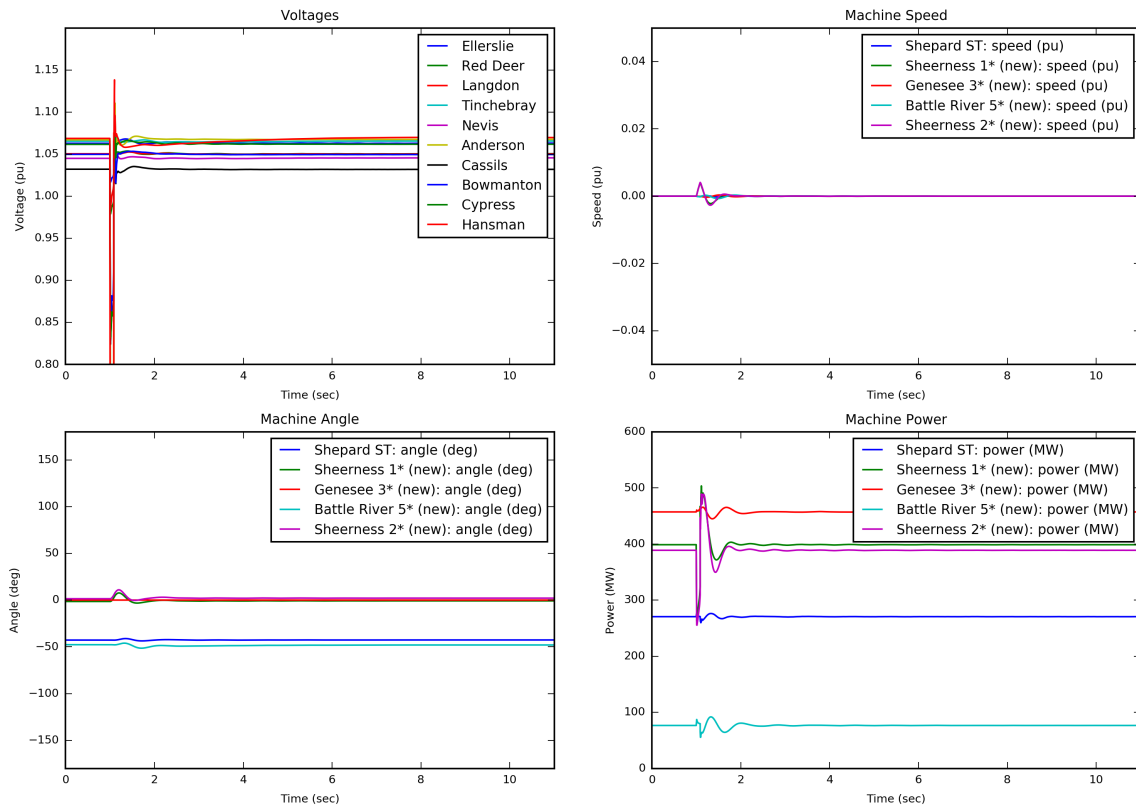 Voltages
1.15
1.10
1.05
1.00
0.95
0.90
0.85
0.80
Voltage (pu)
0
2
4
6
8
10
Time (sec)
Ellerslie
Red Deer
Langdon
Tinchebray
Nevis
Anderson
Cassils
Bowmanton
Cypress
Hansman
Machine Speed
0.04
0.02
0.00
−0.02
−0.04
Speed (pu)
0
2
4
6
8
10
Time (sec)
Shepard ST: speed (pu)
Sheerness 1* (new): speed (pu)
Genesee 3* (new): speed (pu)
Battle River 5* (new): speed (pu)
Sheerness 2* (new): speed (pu)
Machine Angle
150
100
50
0
−50
−100
−150
Angle (deg)
0
2
4
6
8
10
Time (sec)
Shepard ST: angle (deg)
Sheerness 1* (new): angle (deg)
Genesee 3* (new): angle (deg)
Battle River 5* (new): angle (deg)
Sheerness 2* (new): angle (deg)
Machine Power
600
500
400
300
200
100
0
Power (MW)
0
2
4
6
8
10
Time (sec)
Shepard ST: power (MW)
Sheerness 1* (new): power (MW)
Genesee 3* (new): power (MW)
Battle River 5* (new): power (MW)
Sheerness 2* (new): power (MW)